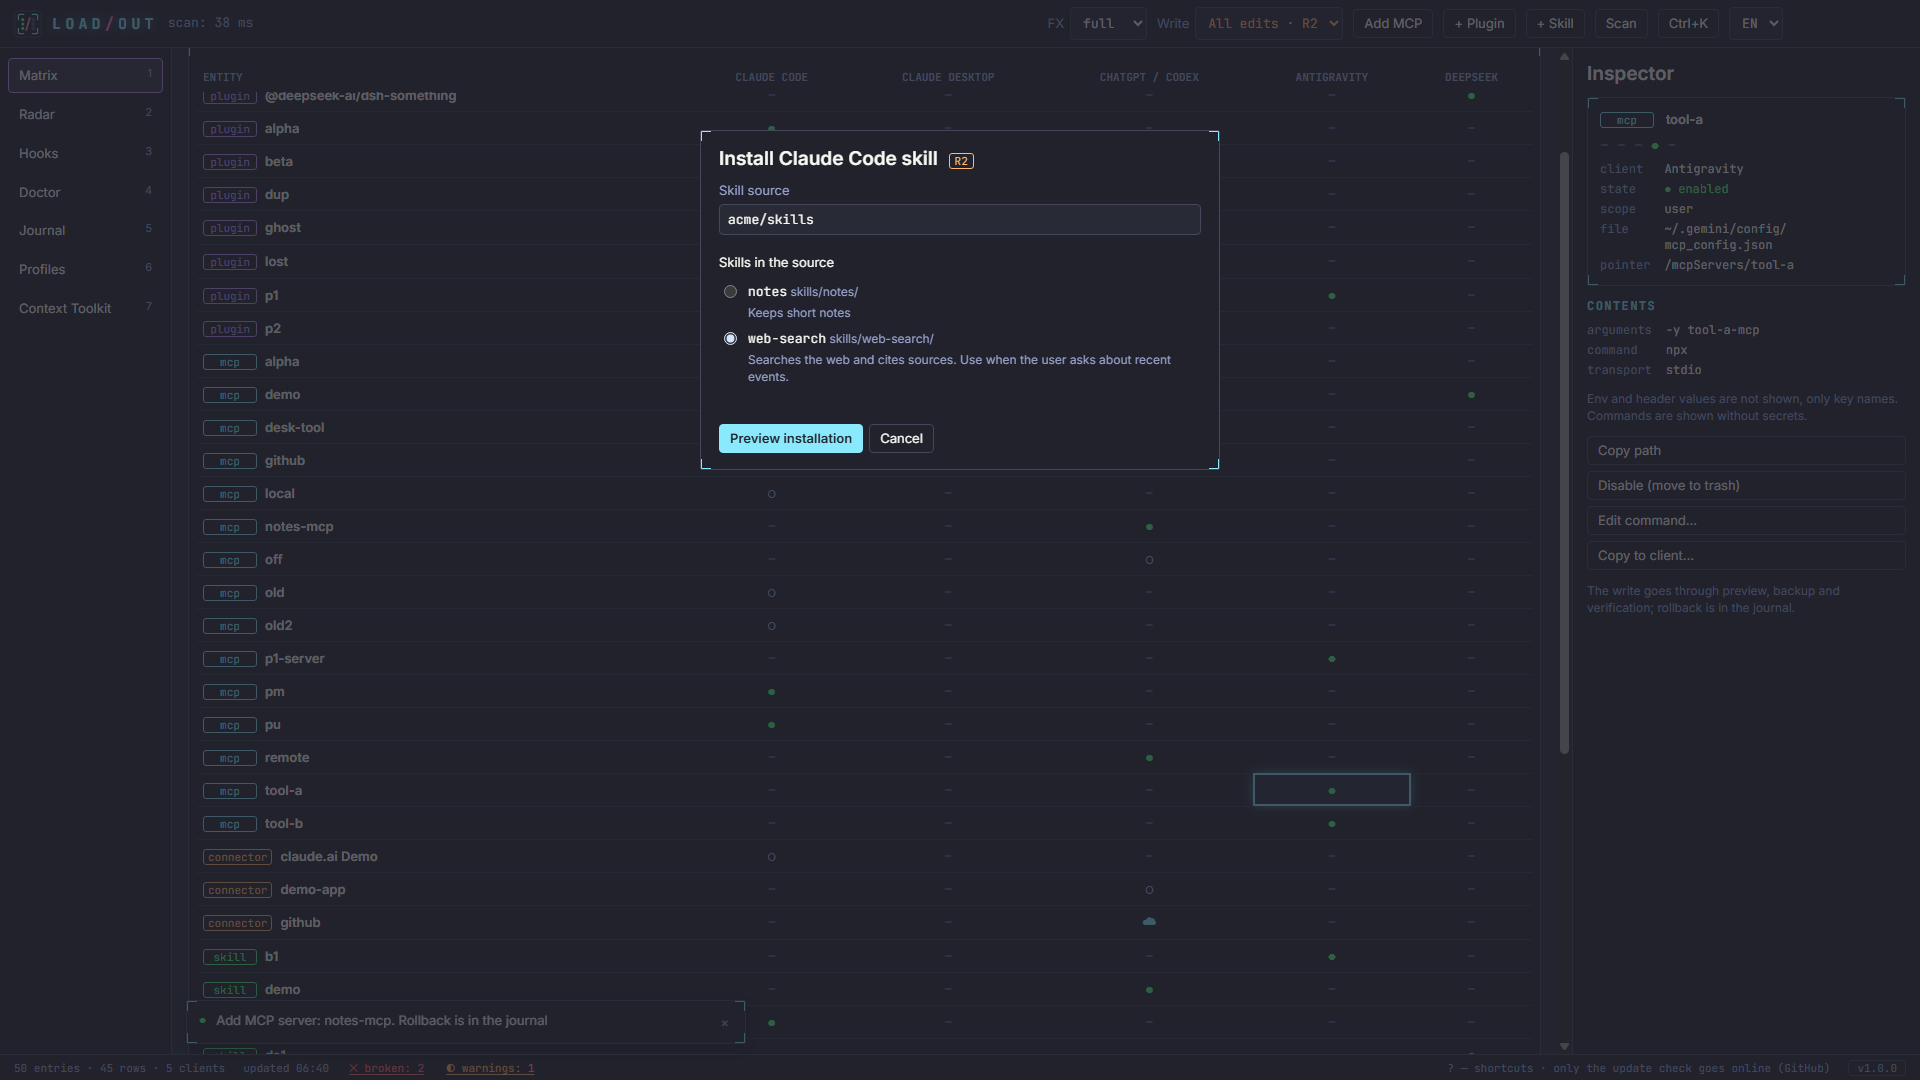 LOAD/OUT scan: 38 ms FX full Write All edits · R2 Add MCP + Plugin + Skill Scan Ctrl+K EN
Matrix 1
Radar 2
Hooks 3
Doctor 4
Journal 5
Profiles 6
Context Toolkit 7
ENTITY CLAUDE CODE CLAUDE DESKTOP CHATGPT / CODEX ANTIGRAVITY DEEPSEEK
plugin @deepseek-ai/dsh-something
plugin alpha
plugin beta
plugin dup
plugin ghost
plugin lost
plugin p1
plugin p2
mcp alpha
mcp demo
mcp desk-tool
mcp github
mcp local
mcp notes-mcp
mcp off
mcp old
mcp old2
mcp p1-server
mcp pm
mcp pu
mcp remote
mcp tool-a
mcp tool-b
connector claude.ai Demo
connector demo-app
connector github
skill b1
skill demo
Install Claude Code skill R2
Skill source
acme/skills
Skills in the source
notes skills/notes/
Keeps short notes
web-search skills/web-search/
Searches the web and cites sources. Use when the user asks about recent
events.
Preview installation Cancel
Add MCP server: notes-mcp. Rollback is in the journal ×
Inspector
mcp tool-a
client Antigravity
state enabled
scope user
file ~/.gemini/config/
mcp_config.json
pointer /mcpServers/tool-a
CONTENTS
arguments -y tool-a-mcp
command npx
transport stdio
Env and header values are not shown, only key names.
Commands are shown without secrets.
Copy path
Disable (move to trash)
Edit command...
Copy to client...
The write goes through preview, backup and
verification; rollback is in the journal.
50 entries · 45 rows · 5 clients updated 06:40 broken: 2 warnings: 1 ? — shortcuts · only the update check goes online (GitHub) v1.0.0